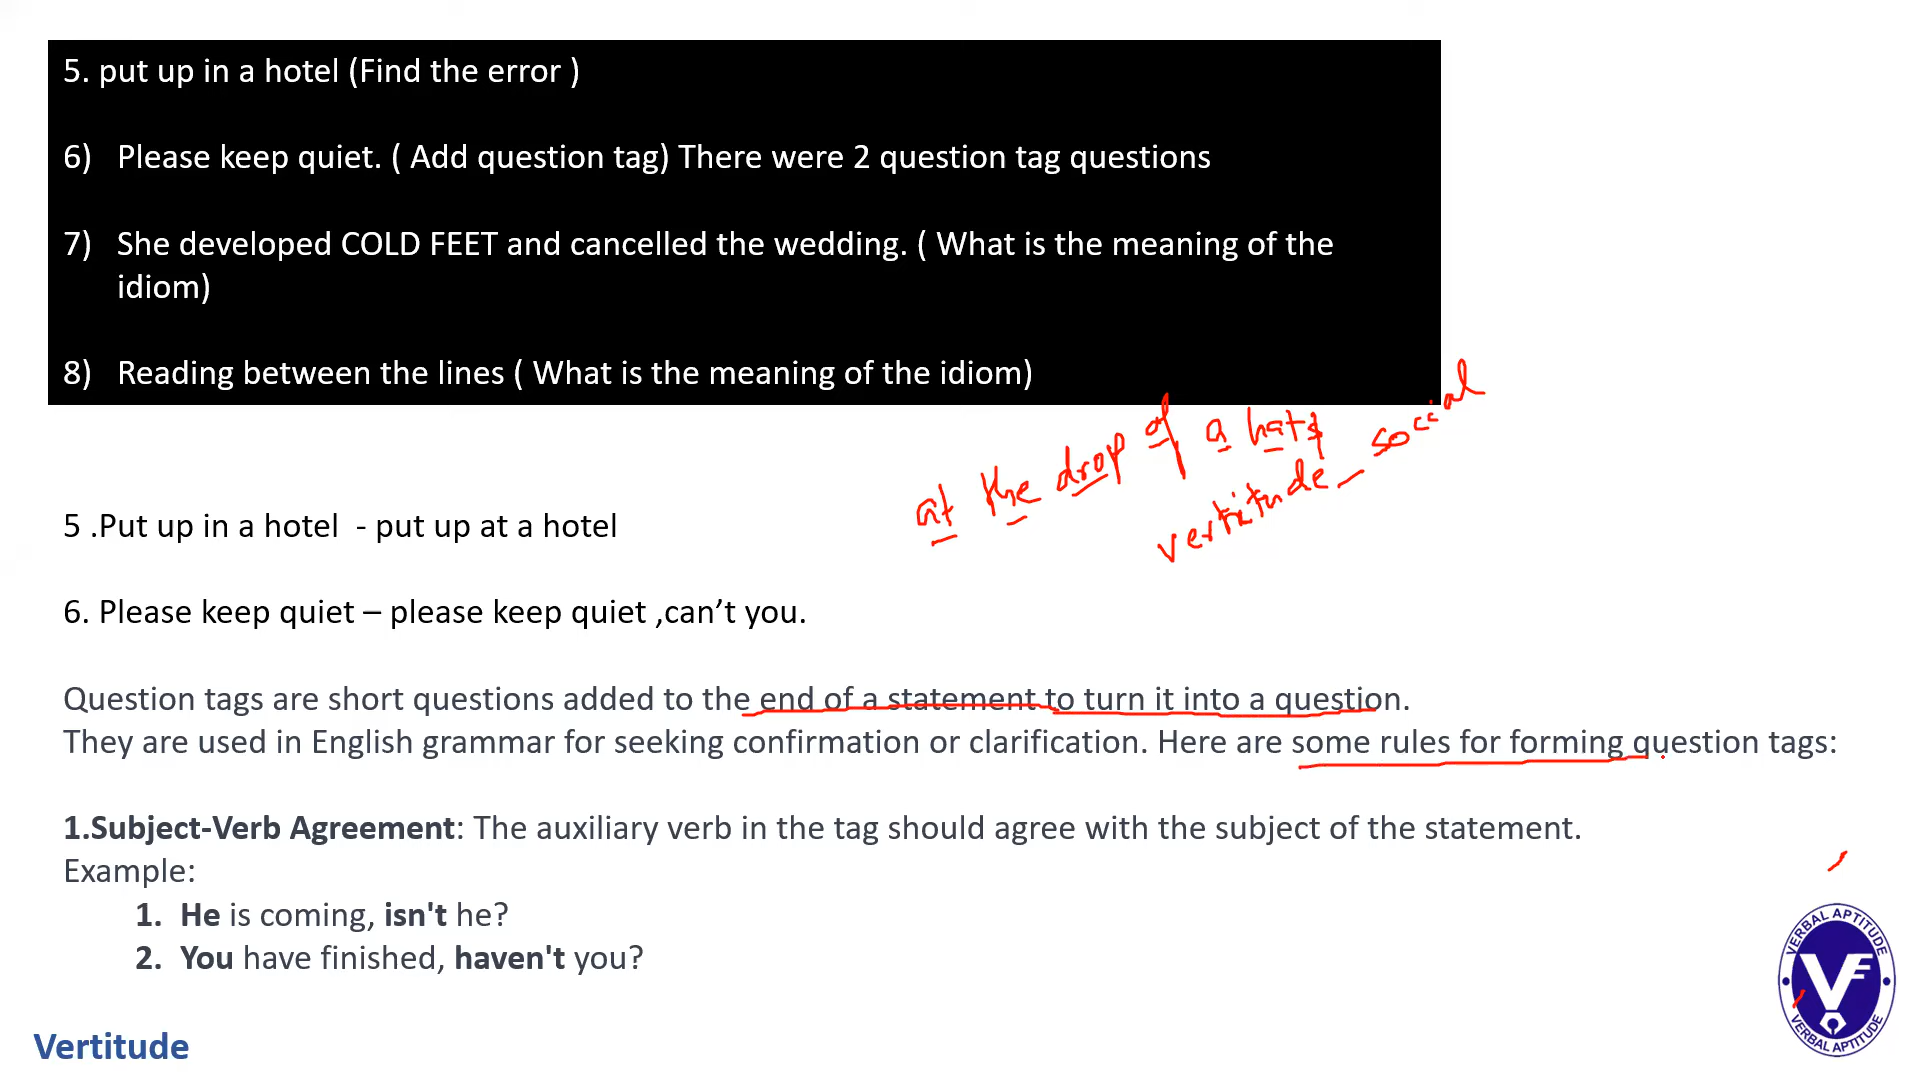 5. put up in a hotel (Find the error )
6) Please keep quiet. ( Add question tag) There were 2 question tag questions
7) She developed COLD FEET and cancelled the wedding. ( What is the meaning of the
idiom)
8) Reading between the lines ( What is the meaning of the idiom)
at the drop of a hat
vertitude_social
5 .Put up in a hotel - put up at a hotel
6. Please keep quiet – please keep quiet ,can’t you.
Question tags are short questions added to the end of a statement to turn it into a question.
They are used in English grammar for seeking confirmation or clarification. Here are some rules for forming question tags:
1.Subject-Verb Agreement: The auxiliary verb in the tag should agree with the subject of the statement.
Example:
1. He is coming, isn't he?
2. You have finished, haven't you?
VERBAL APTITUDE
VF
VERBAL APTITUDE
Vertitude